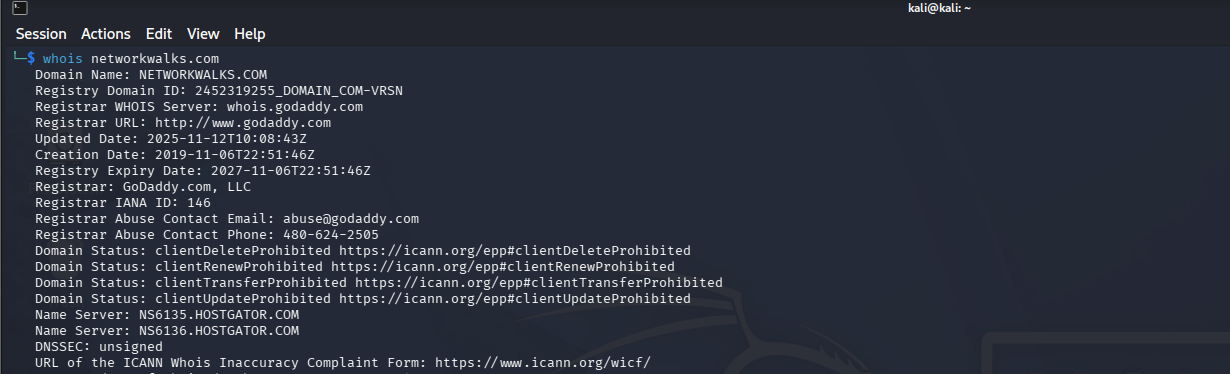 kali@kali: ~
Session Actions Edit View Help
└─$ whois networkwalks.com
Domain Name: NETWORKWALKS.COM
Registry Domain ID: 2452319255_DOMAIN_COM-VRSN
Registrar WHOIS Server: whois.godaddy.com
Registrar URL: http://www.godaddy.com
Updated Date: 2025-11-12T10:08:43Z
Creation Date: 2019-11-06T22:51:46Z
Registry Expiry Date: 2027-11-06T22:51:46Z
Registrar: GoDaddy.com, LLC
Registrar IANA ID: 146
Registrar Abuse Contact Email: abuse@godaddy.com
Registrar Abuse Contact Phone: 480-624-2505
Domain Status: clientDeleteProhibited https://icann.org/epp#clientDeleteProhibited
Domain Status: clientRenewProhibited https://icann.org/epp#clientRenewProhibited
Domain Status: clientTransferProhibited https://icann.org/epp#clientTransferProhibited
Domain Status: clientUpdateProhibited https://icann.org/epp#clientUpdateProhibited
Name Server: NS6135.HOSTGATOR.COM
Name Server: NS6136.HOSTGATOR.COM
DNSSEC: unsigned
URL of the ICANN Whois Inaccuracy Complaint Form: https://www.icann.org/wicf/